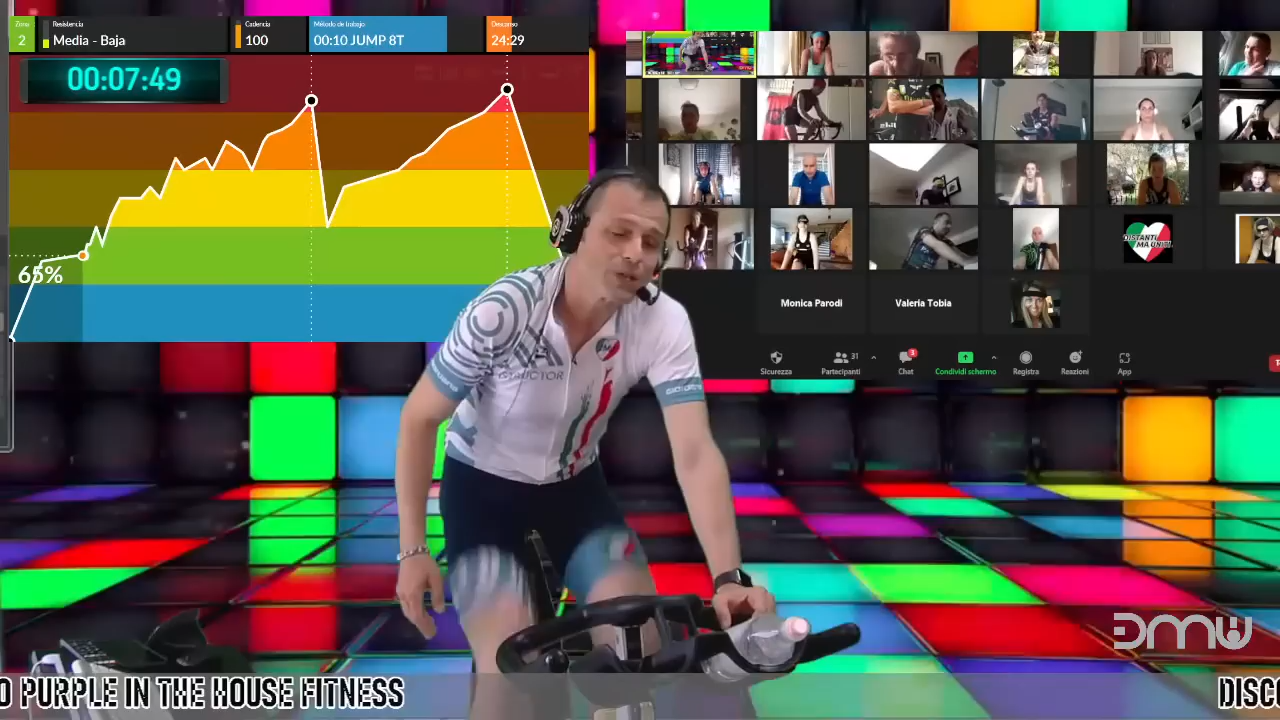 Zona
2
Resistencia
Media - Baja
Cadencia
100
Método de trabajo
00:10 JUMP 8T
Descanso
24:29
00:07:49
65%
DISTANTI
MA UNITI
Monica Parodi
Valeria Tobia
Sicurezza
31
Partecipanti
3
Chat
Condividi schermo
Registra
Reazioni
App
INSTRUCTOR
DMW
O PURPLE IN THE HOUSE FITNESS
DISCO